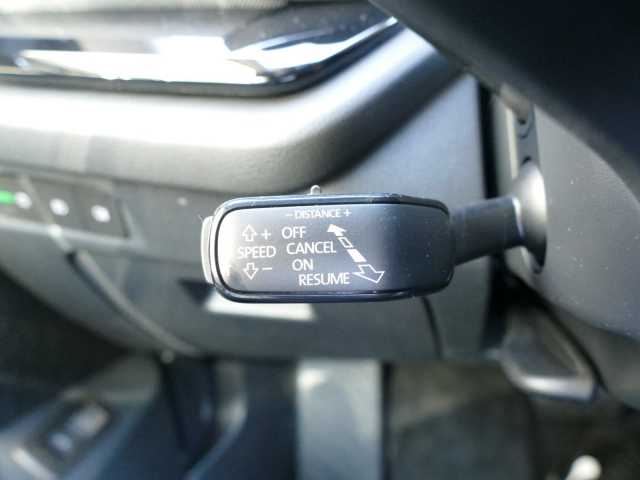 − DISTANCE +
+ OFF
SPEED CANCEL
− ON
RESUME